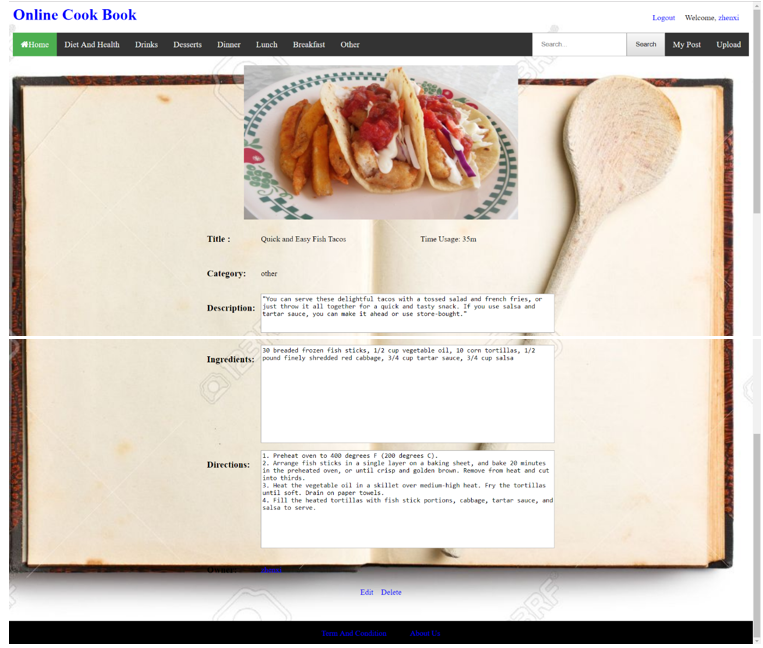 Online Cook Book
Logout Welcome, zhenxi
Home Diet And Health Drinks Desserts Dinner Lunch Breakfast Other Search... Search My Post Upload
Title : Quick and Easy Fish Tacos Time Usage: 35m
Category: other
Description: "You can serve these delightful tacos with a tossed salad and french fries, or
just throw it all together for a quick and tasty snack. If you use salsa and
tartar sauce, you can make it ahead or use store-bought."
Ingredients: 30 breaded frozen fish sticks, 1/2 cup vegetable oil, 10 corn tortillas, 1/2
pound finely shredded red cabbage, 3/4 cup tartar sauce, 3/4 cup salsa
Directions: 1. Preheat oven to 400 degrees F (200 degrees C).
2. Arrange fish sticks in a single layer on a baking sheet, and bake 20 minutes
in the preheated oven, or until crisp and golden brown. Remove from heat and cut
into thirds.
3. Heat the vegetable oil in a skillet over medium-high heat. Fry the tortillas
until soft. Drain on paper towels.
4. Fill the heated tortillas with fish stick portions, cabbage, tartar sauce, and
salsa to serve.
Edit Delete
Term And Condition About Us